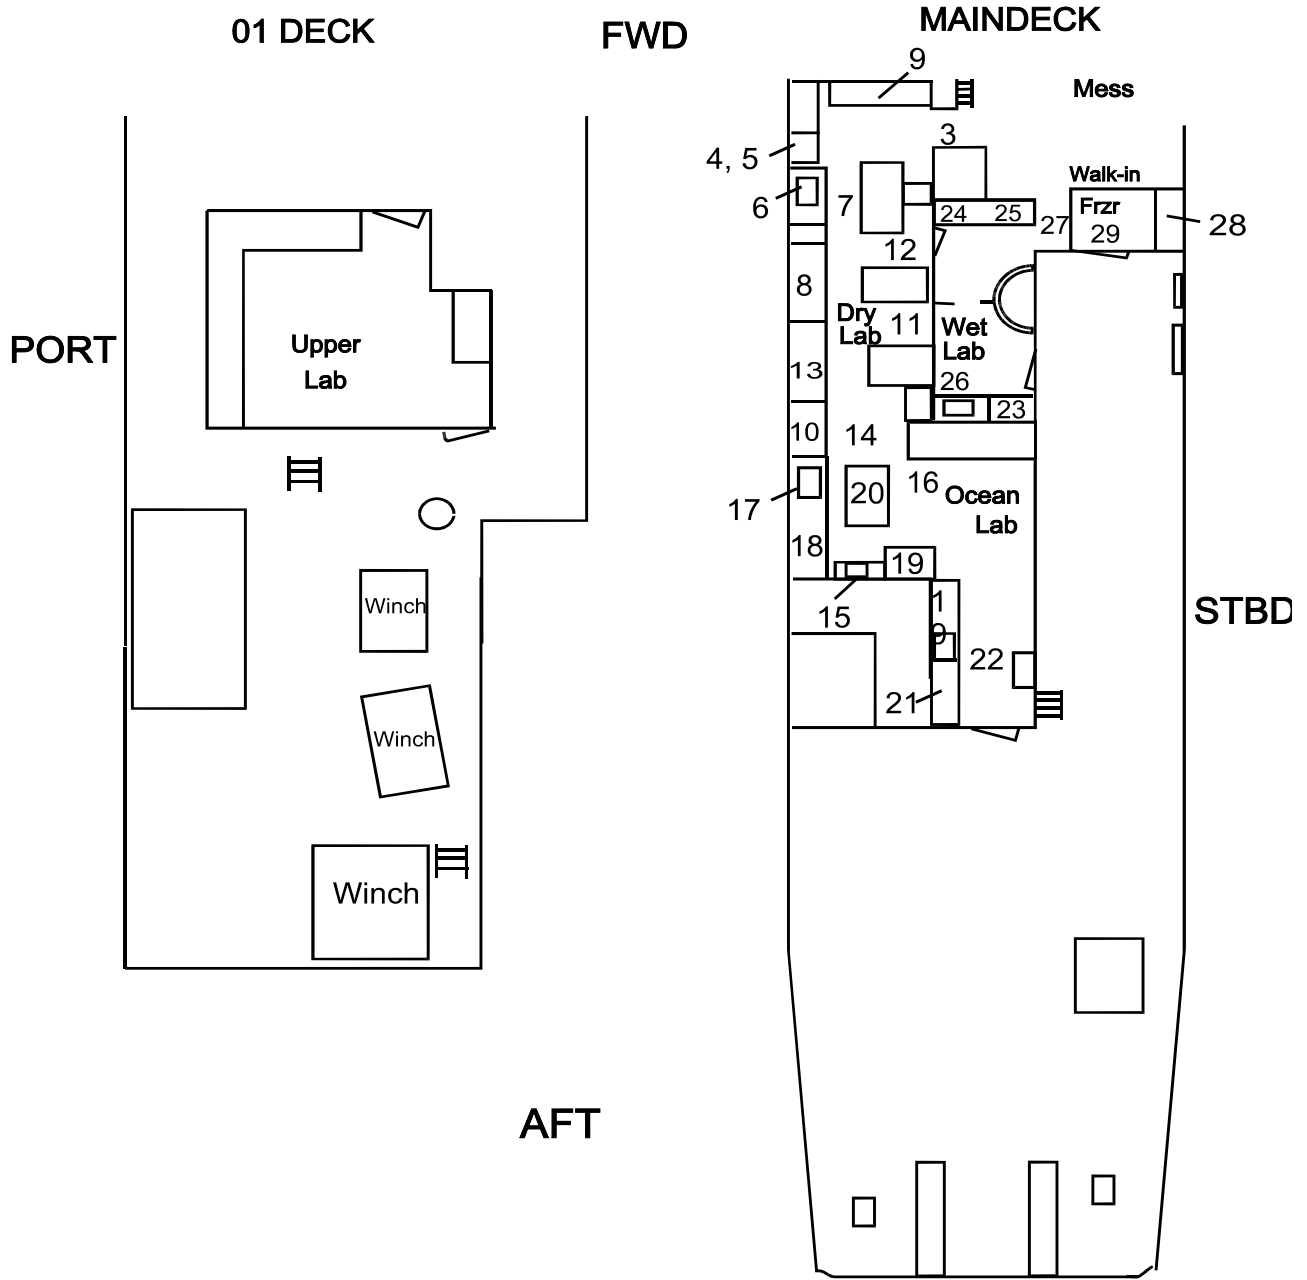 01 DECK
FWD
MAINDECK
9
Mess
3
4, 5
Walk-in
6
7
24
25
27
Frzr
29
28
12
8
Dry
Lab
11
Wet
Lab
PORT
Upper
Lab
13
26
23
10
14
16
Ocean
Lab
20
17
18
19
15
1
9
STBD
22
21
Winch
Winch
Winch
AFT